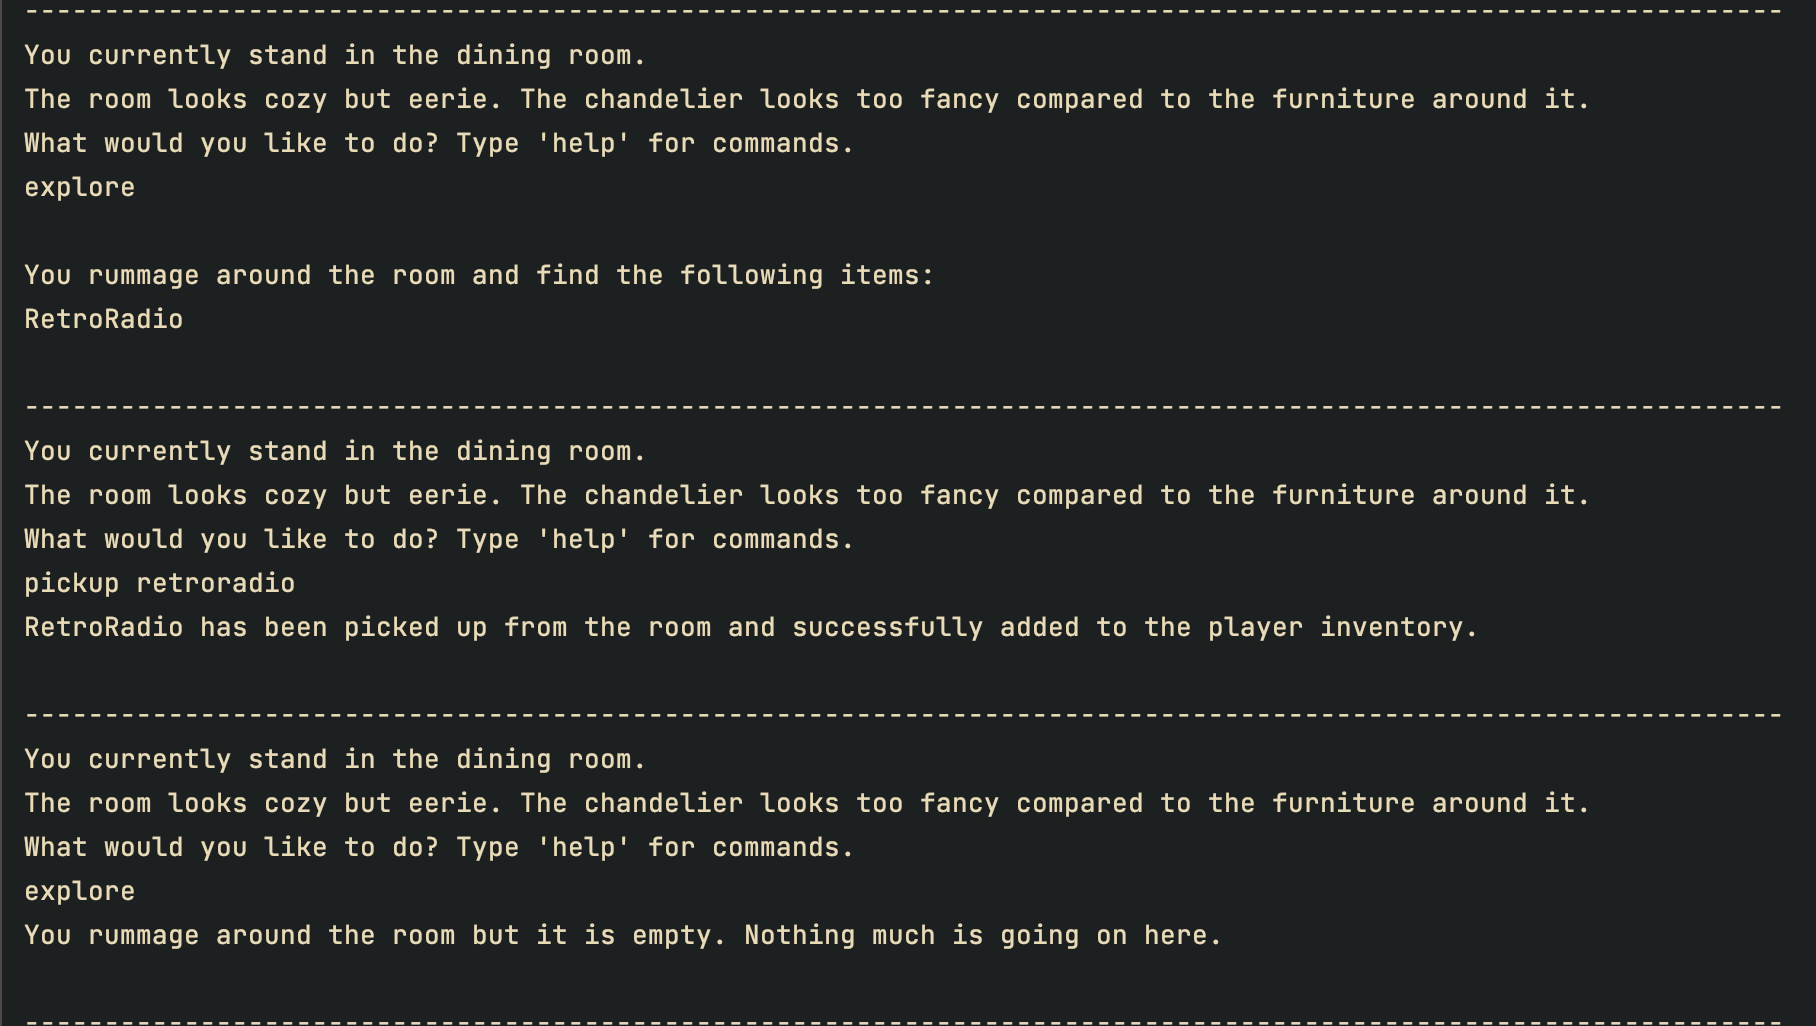 --------------------------------------------------------------------------------------------------------------
You currently stand in the dining room.
The room looks cozy but eerie. The chandelier looks too fancy compared to the furniture around it.
What would you like to do? Type 'help' for commands.
explore
You rummage around the room and find the following items:
RetroRadio
--------------------------------------------------------------------------------------------------------------
You currently stand in the dining room.
The room looks cozy but eerie. The chandelier looks too fancy compared to the furniture around it.
What would you like to do? Type 'help' for commands.
pickup retroradio
RetroRadio has been picked up from the room and successfully added to the player inventory.
--------------------------------------------------------------------------------------------------------------
You currently stand in the dining room.
The room looks cozy but eerie. The chandelier looks too fancy compared to the furniture around it.
What would you like to do? Type 'help' for commands.
explore
You rummage around the room but it is empty. Nothing much is going on here.
--------------------------------------------------------------------------------------------------------------